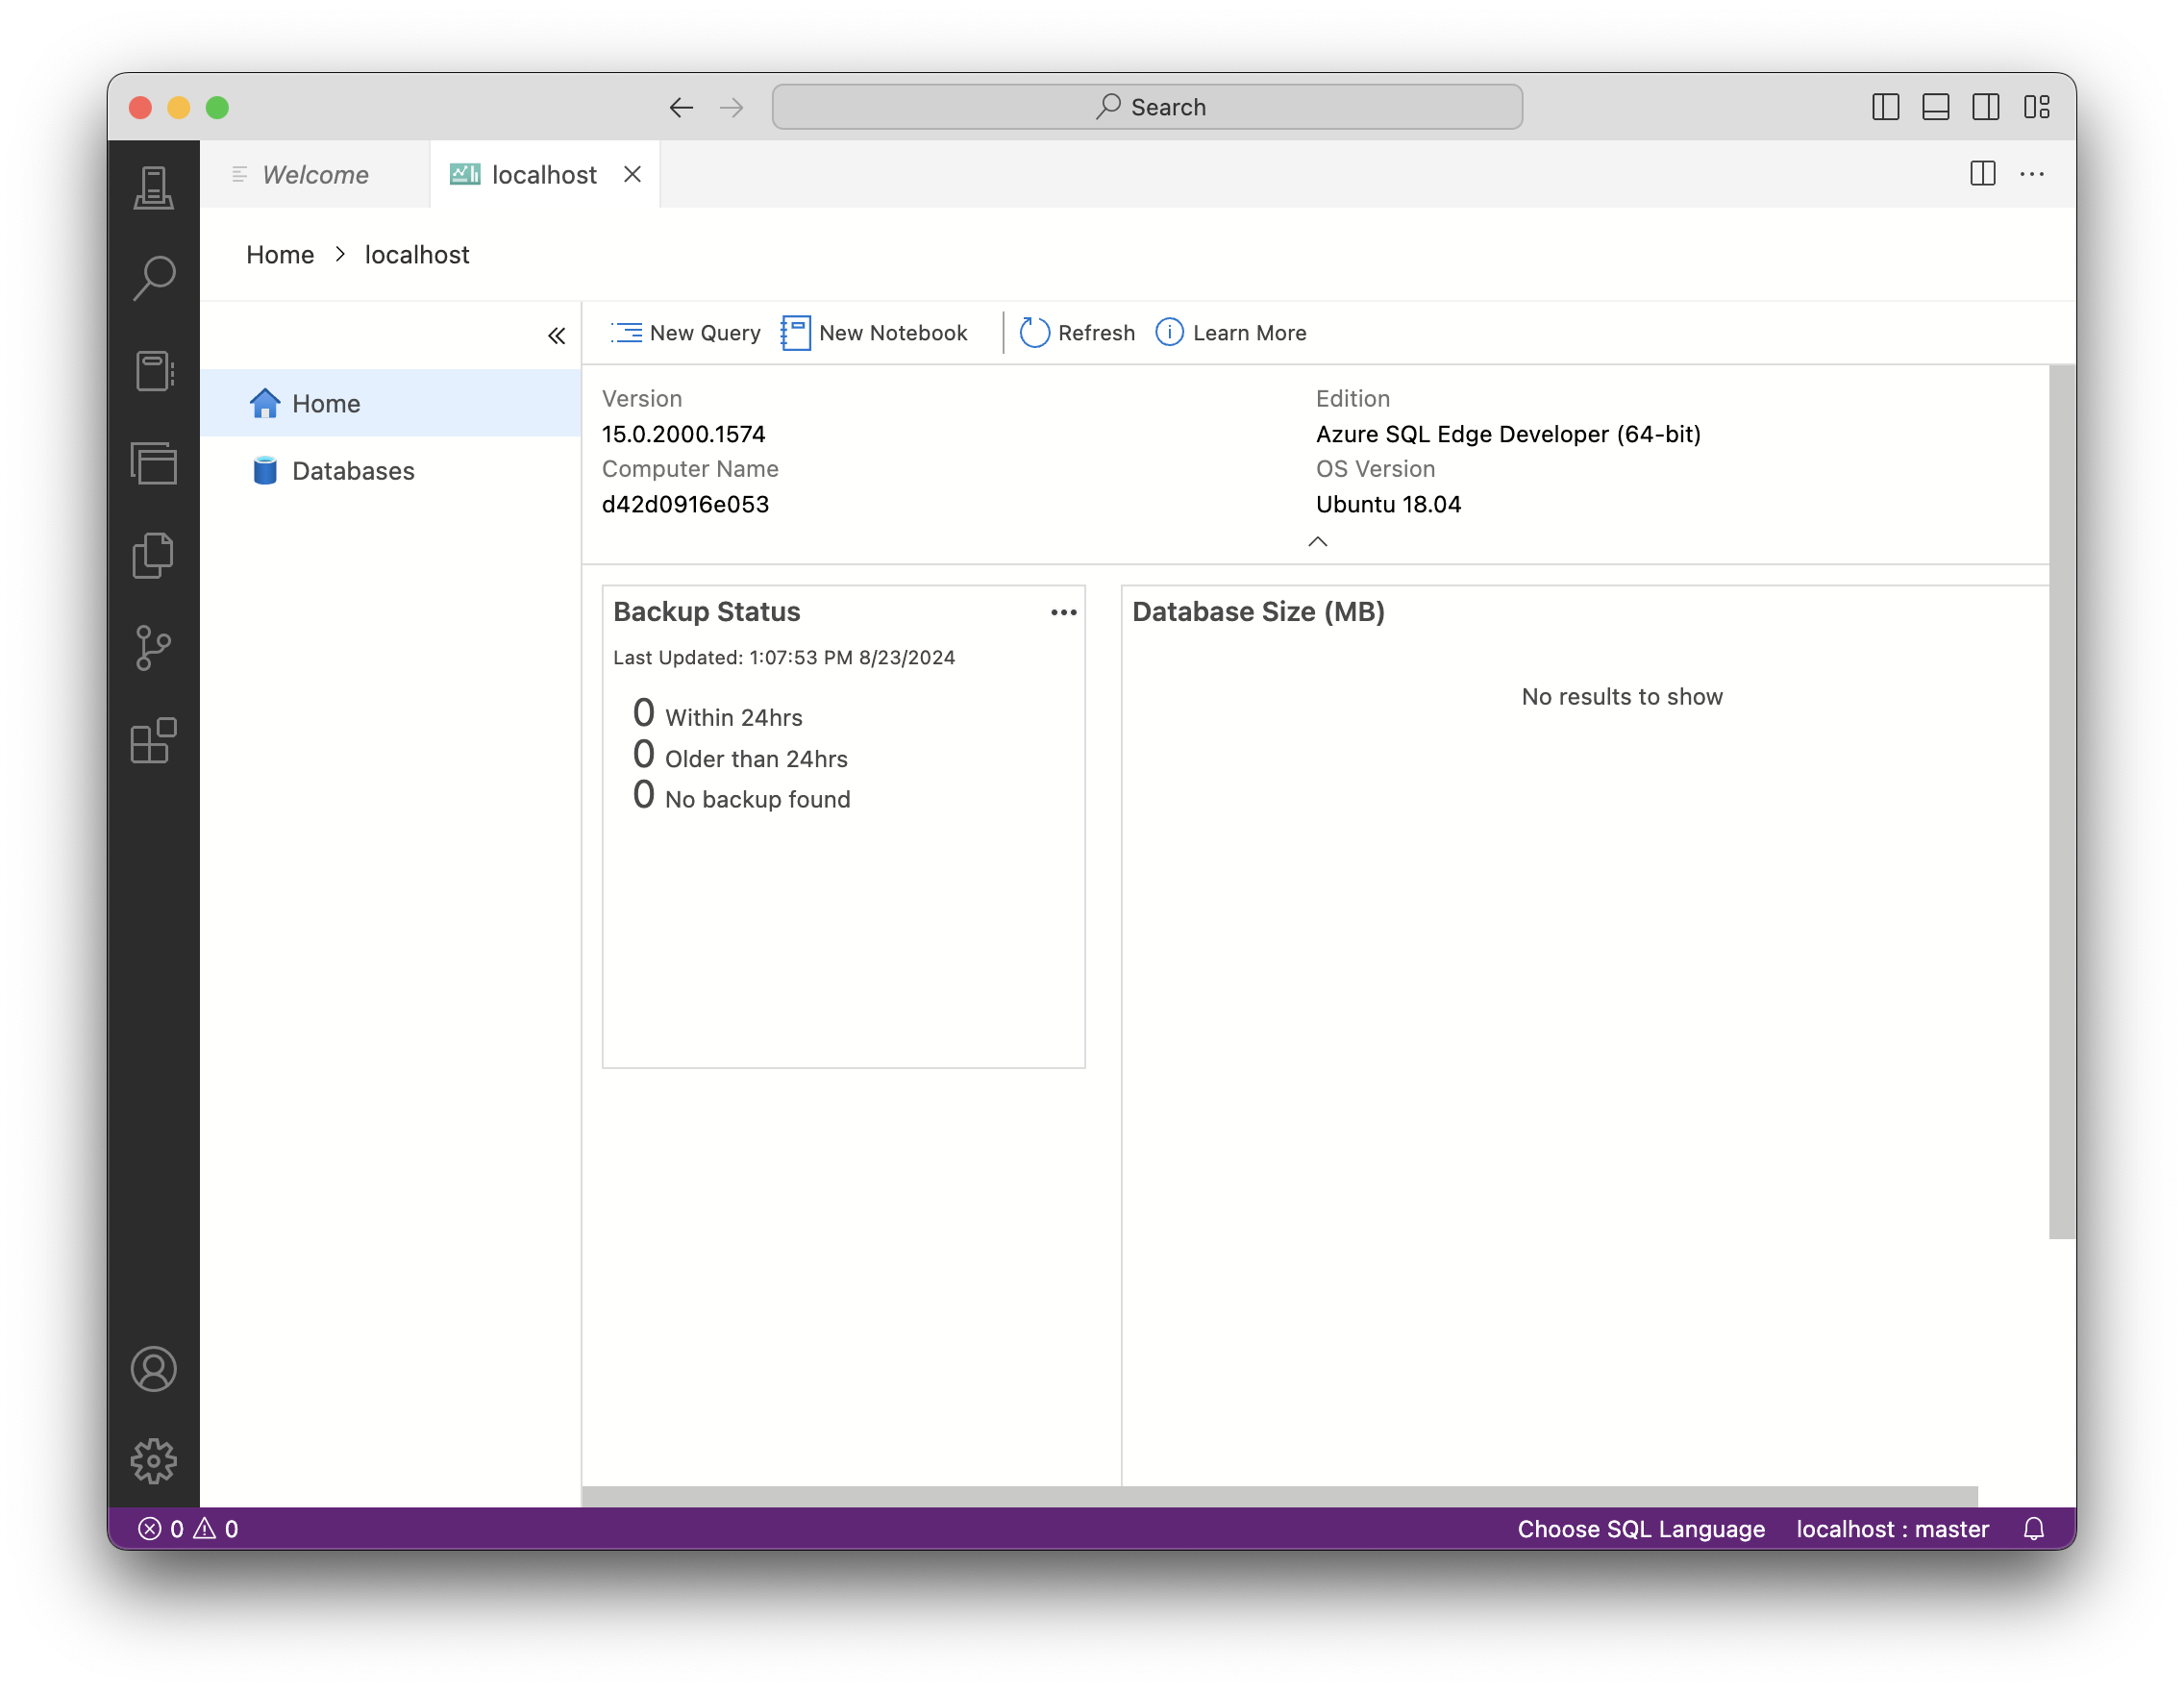 Search
Welcome
localhost
Home > localhost
New Query
New Notebook
Refresh
Learn More
Home
Databases
Version
15.0.2000.1574
Computer Name
d42d0916e053
Edition
Azure SQL Edge Developer (64-bit)
OS Version
Ubuntu 18.04
Backup Status
Last Updated: 1:07:53 PM 8/23/2024
0 Within 24hrs
0 Older than 24hrs
0 No backup found
Database Size (MB)
No results to show
0 0
Choose SQL Language
localhost : master